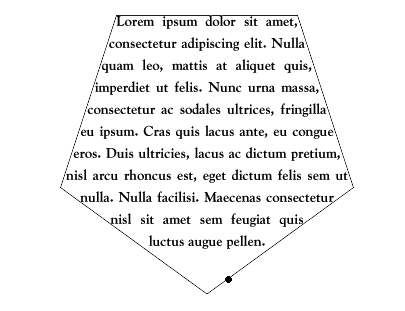 Lorem ipsum dolor sit amet,
consectetur adipiscing elit. Nulla
quam leo, mattis at aliquet quis,
imperdiet ut felis. Nunc urna massa,
consectetur ac sodales ultrices, fringilla
eu ipsum. Cras quis lacus ante, eu congue
eros. Duis ultricies, lacus ac dictum pretium,
nisl arcu rhoncus est, eget dictum felis sem ut
nulla. Nulla facilisi. Maecenas consectetur
nisl sit amet sem feugiat quis
luctus augue pellen.